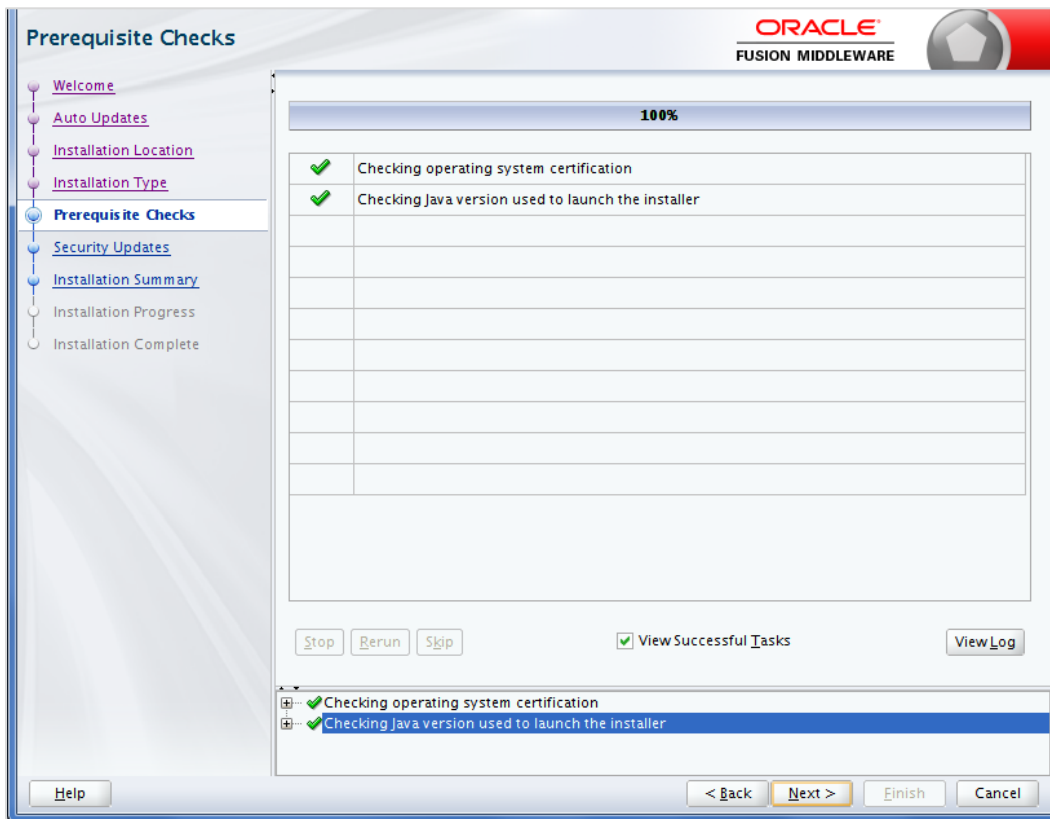 Prerequisite Checks
ORACLE
FUSION MIDDLEWARE
Welcome
Auto Updates
Installation Location
Installation Type
Prerequisite Checks
Security Updates
Installation Summary
Installation Progress
Installation Complete
100%
Checking operating system certification
Checking Java version used to launch the installer
Stop Rerun Skip View Successful Tasks View Log
Checking operating system certification
Checking Java version used to launch the installer
Help < Back Next > Finish Cancel